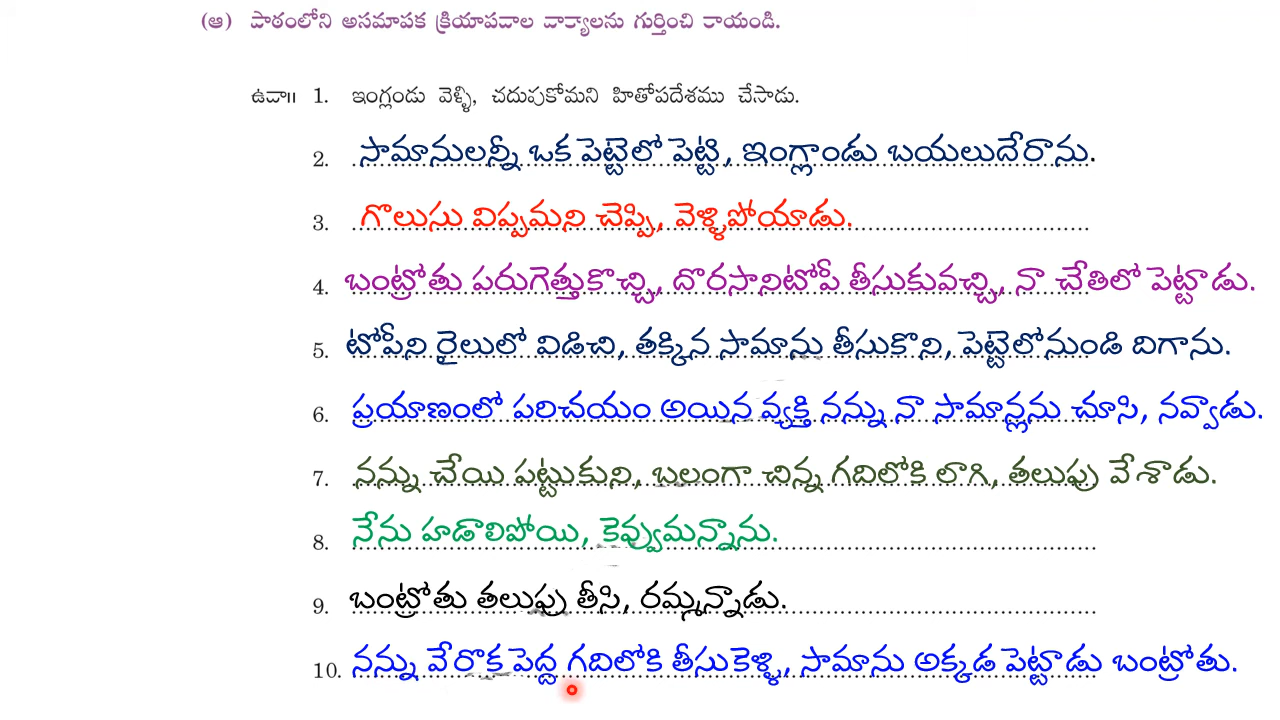 (ఆ) పాఠంలోని అసమాపక క్రియాపదాల వాక్యాలను గుర్తించి రాయండి.
ఉదా॥ 1. ఇంగ్లండు వెళ్ళి, చదుపుకోమని హితోపదేశము చేసాడు.
2. సామానులన్నీ ఒక పెట్టెలో పెట్టి, ఇంగ్లాండు బయలుదేరాను.
3. గొలుసు విప్పమని చెప్పి, వెళ్ళిపోయాడు.
4. బంట్రోతు పరుగెత్తుకొచ్చి, దొరసానిటోపీ తీసుకువచ్చి, నా చేతిలో పెట్టాడు.
5. టోపీని రైలులో విడిచి, తక్కిన సామాను తీసుకొని, పెట్టెలోనుండి దిగాను.
6. ప్రయాణంలో పరిచయం అయిన వ్యక్తి నన్ను నా సామాన్లను చూసి, నవ్వాడు.
7. నన్ను చేయి పట్టుకుని, బలంగా చిన్న గదిలోకి లాగి, తలుపు వేశాడు.
8. నేను హడాలిపోయి, కెవ్వుమన్నాను.
9. బంట్రోతు తలుపు తీసి, రమ్మన్నాడు.
10. నన్ను వేరొక్క పెద్ద గదిలోకి తీసుకెళ్ళి, సామాను అక్కడ పెట్టాడు బంట్రోతు.